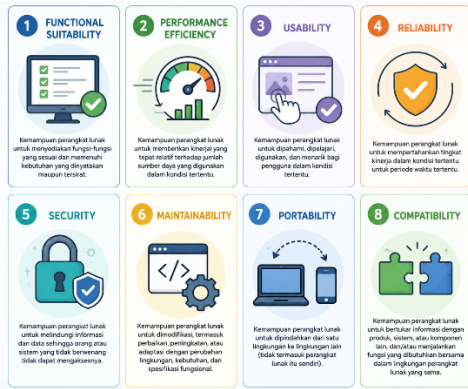 1 FUNCTIONAL
SUITABILITY
Kemampuan perangkat lunak
untuk menyediakan fungsi-fungsi
yang sesuai dan memenuhi
kebutuhan yang dinyatakan
maupun tersirat.
2 PERFORMANCE
EFFICIENCY
Kemampuan perangkat lunak
untuk memberikan kinerja yang
tepat relatif terhadap jumlah
sumber daya yang digunakan
dalam kondisi tertentu.
3 USABILITY
Kemampuan perangkat lunak
untuk dipahami, dipelajari,
digunakan, dan menarik bagi
pengguna dalam kondisi
tertentu.
4 RELIABILITY
Kemampuan perangkat lunak
untuk mempertahankan tingkat
kinerja dalam kondisi tertentu
untuk periode waktu tertentu.
5 SECURITY
Kemampuan perangkat lunak
untuk melindungi informasi
dan data sehingga orang atau
sistem yang tidak berwenang
tidak dapat mengaksesnya.
6 MAINTAINABILITY
</>
Kemampuan perangkat lunak
untuk dimodifikasi, termasuk
perbaikan, peningkatan, atau
adaptasi dengan perubahan
lingkungan, kebutuhan, dan
spesifikasi fungsional.
7 PORTABILITY
Kemampuan perangkat lunak
untuk dipindahkan dari satu
lingkungan ke lingkungan lain
(tidak termasuk perangkat
lunak itu sendiri).
8 COMPATIBILITY
Kemampuan perangkat lunak
untuk bertukar informasi dengan
produk, sistem, atau komponen
lain, dan/atau menjalankan
fungsi yang dibutuhkan bersama
dalam lingkungan perangkat
lunak yang sama.